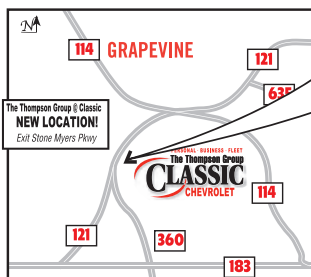 N
114
GRAPEVINE
121
635
The Thompson Group @ Classic
NEW LOCATION!
Exit Stone Myers Pkwy
PERSONAL · BUSINESS · FLEET
The Thompson Group
CLASSIC
CHEVROLET
114
121
360
183